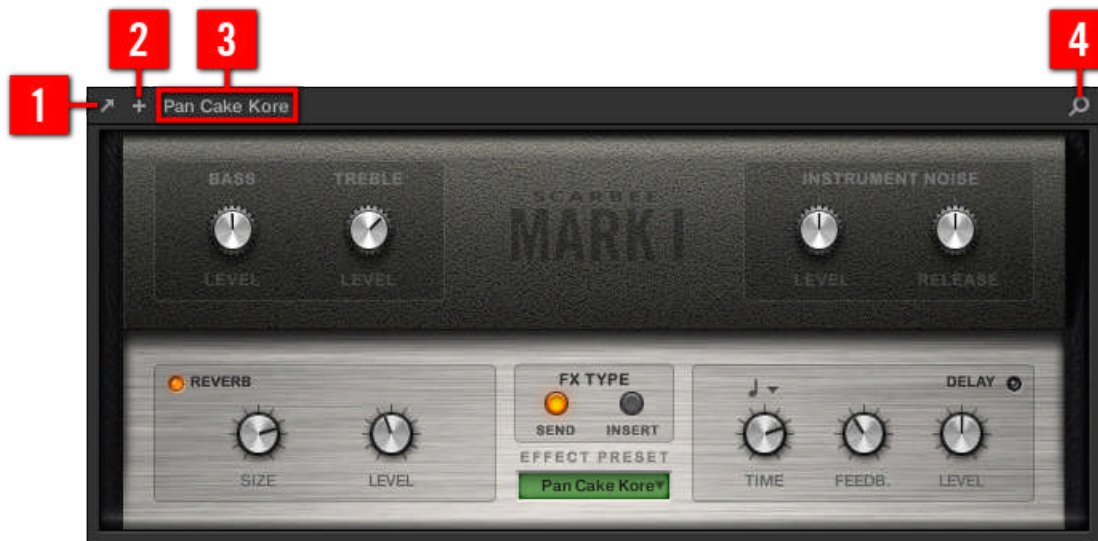 2 3 4
1 Pan Cake Kore
BASS TREBLE
LEVEL LEVEL
SCARBEE
MARK I
INSTRUMENT NOISE
LEVEL RELEASE
REVERB
SIZE LEVEL
FX TYPE
SEND INSERT
EFFECT PRESET
Pan Cake Kore
DELAY
TIME FEEDB. LEVEL